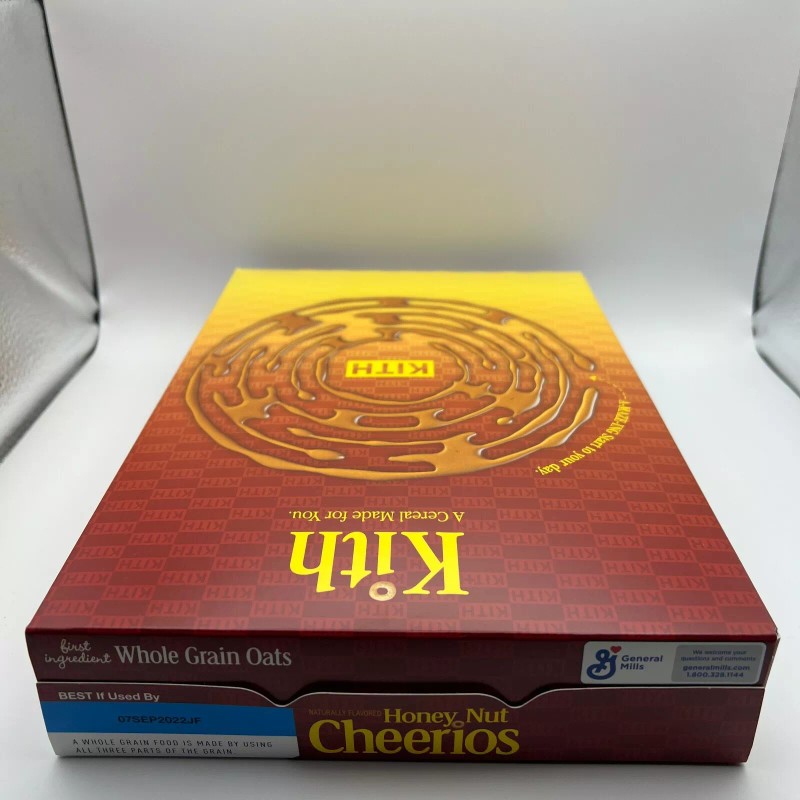 KITH
A-MAZE-ING Start to your day.
A Cereal Made for You.
Kith
first
ingredient Whole Grain Oats
General
Mills
We welcome your
questions and comments
generalmills.com
1.800.328.1144
BEST If Used By
07SEP2022JF
A WHOLE GRAIN FOOD IS MADE BY USING
ALL THREE PARTS OF THE GRAIN
NATURALLY FLAVORED Honey Nut
Cheerios